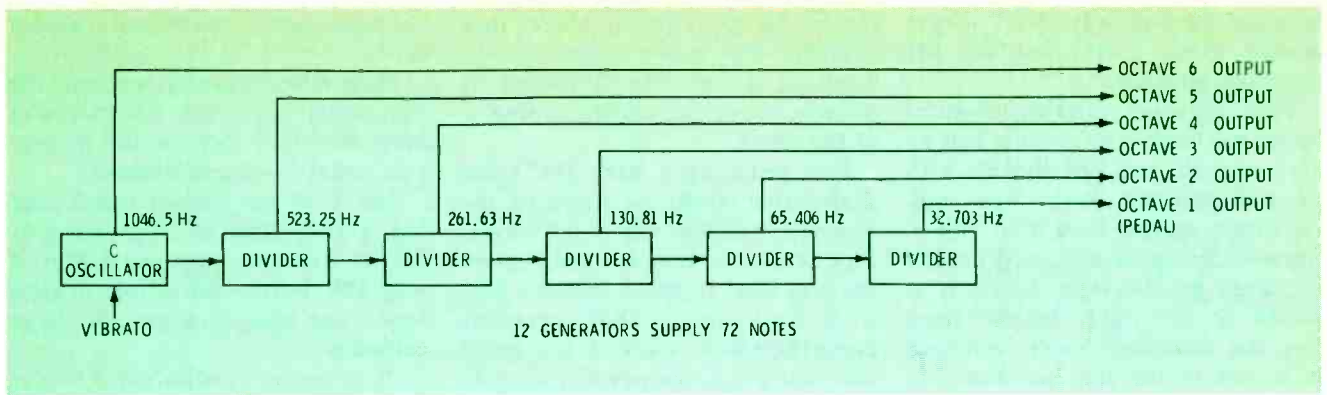 OCTAVE 6 OUTPUT
OCTAVE 5 OUTPUT
OCTAVE 4 OUTPUT
OCTAVE 3 OUTPUT
OCTAVE 2 OUTPUT
OCTAVE 1 OUTPUT
(PEDAL)
1046.5 Hz
523.25 Hz
261.63 Hz
130.81 Hz
65.406 Hz
32.703 Hz
C
OSCILLATOR
DIVIDER
DIVIDER
DIVIDER
DIVIDER
DIVIDER
VIBRATO
12 GENERATORS SUPPLY 72 NOTES